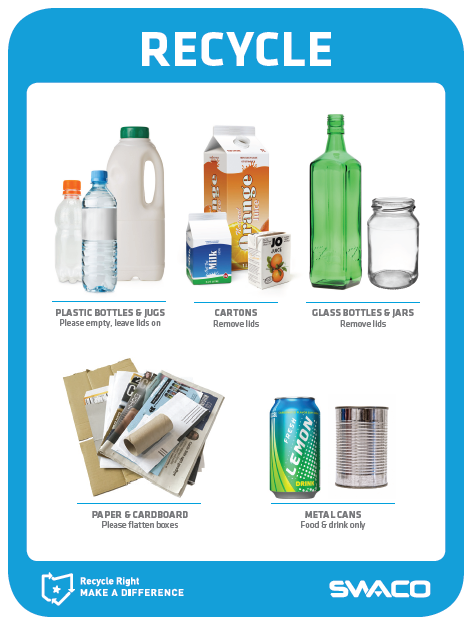 RECYCLE
Orange
Juice
Milk
JO
JUICE
PLASTIC BOTTLES & JUGS
Please empty, leave lids on
CARTONS
Remove lids
GLASS BOTTLES & JARS
Remove lids
FRESH
LEMON
DRINK
PAPER & CARDBOARD
Please flatten boxes
METAL CANS
Food & drink only
Recycle Right
MAKE A DIFFERENCE
SWACO